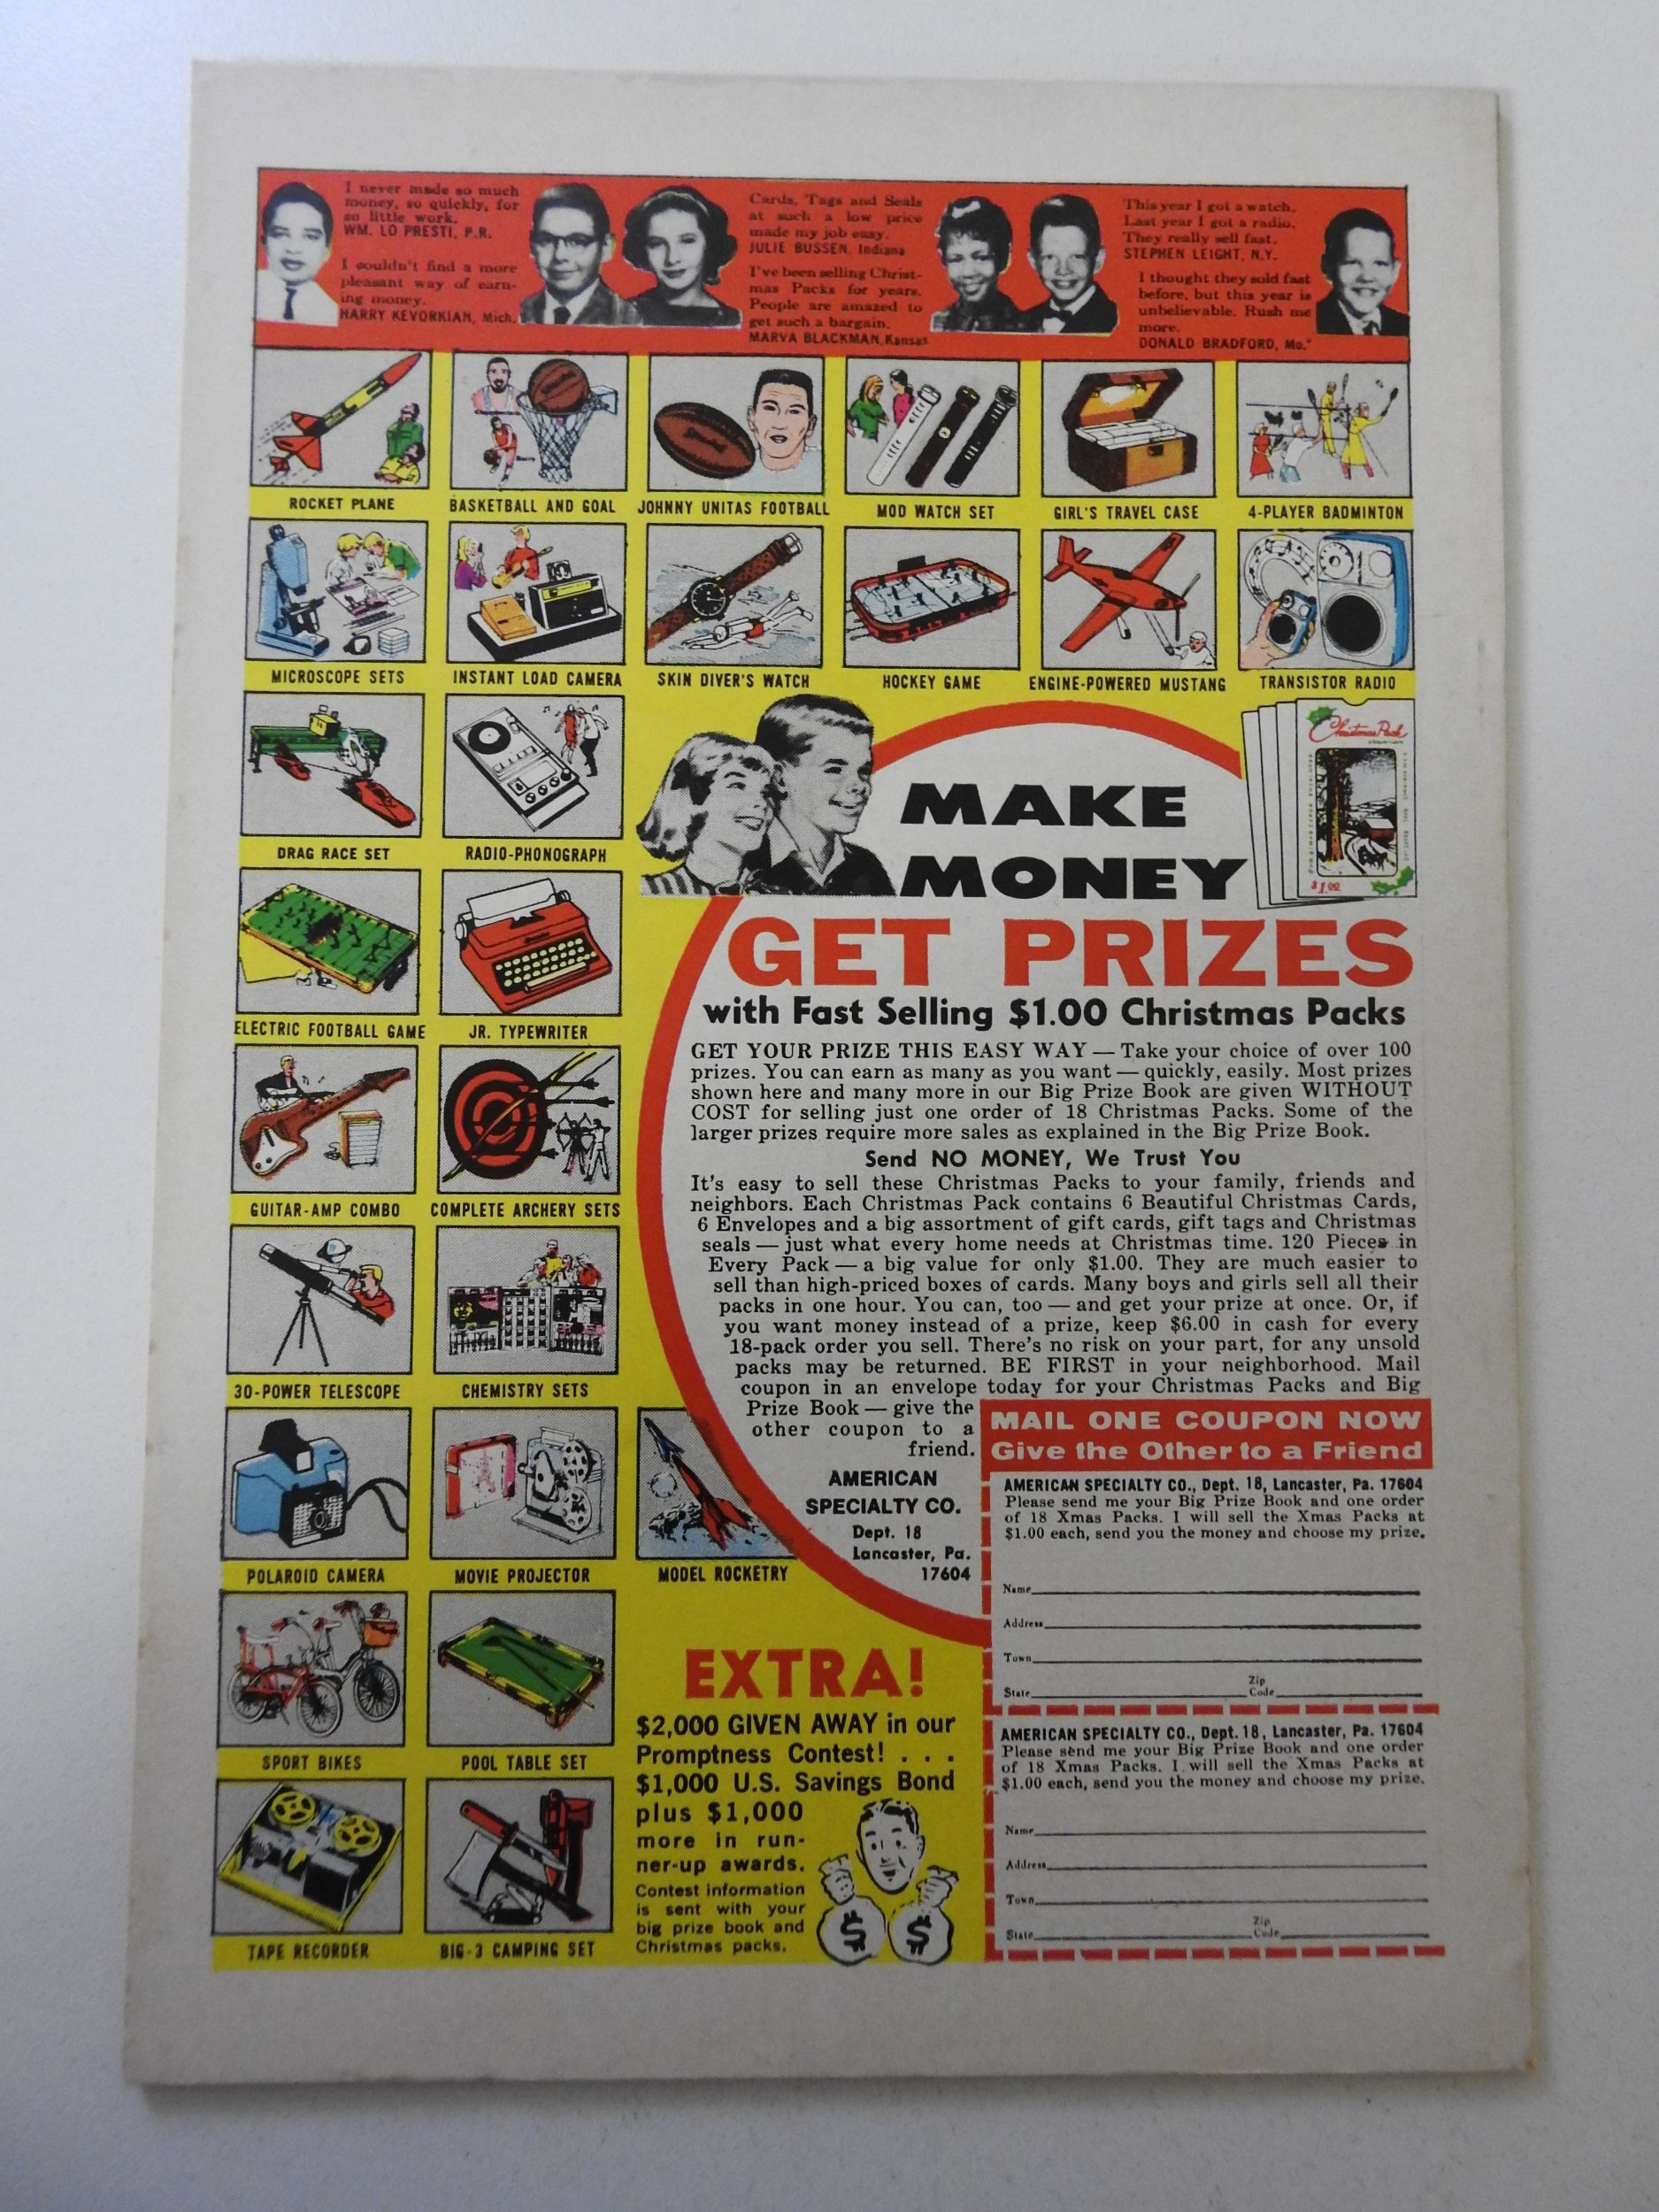 I never made so much
money, so quickly, for
so little work.
WM. LO PRESTI, P.R.
I couldn't find a more
pleasant way of earn-
ing money.
HARRY KEVORKIAN, Mich.
Cards, Tags and Seals
at such a low price
made my job easy.
JULIE BUSSEN, Indiana
I've been selling Christ-
mas Packs for years.
People are amazed to
get such a bargain.
MARVA BLACKMAN, Kansas
This year I got a watch.
Last year I got a radio.
They really sell fast.
STEPHEN LEIGHT, N.Y.
I thought they sold fast
before, but this year is
unbelievable. Rush me
more.
DONALD BRADFORD, Mo."
ROCKET PLANE
BASKETBALL AND GOAL
JOHNNY UNITAS FOOTBALL
MOD WATCH SET
GIRL'S TRAVEL CASE
4-PLAYER BADMINTON
MICROSCOPE SETS
INSTANT LOAD CAMERA
SKIN DIVER'S WATCH
HOCKEY GAME
ENGINE-POWERED MUSTANG
TRANSISTOR RADIO
DRAG RACE SET
RADIO-PHONOGRAPH
ELECTRIC FOOTBALL GAME
JR. TYPEWRITER
GUITAR-AMP COMBO
COMPLETE ARCHERY SETS
30-POWER TELESCOPE
CHEMISTRY SETS
POLAROID CAMERA
MOVIE PROJECTOR
MODEL ROCKETRY
SPORT BIKES
POOL TABLE SET
TAPE RECORDER
BIG-3 CAMPING SET
Christmas Pack
$1.00
MAKE
MONEY
GET PRIZES
with Fast Selling $1.00 Christmas Packs
GET YOUR PRIZE THIS EASY WAY — Take your choice of over 100
prizes. You can earn as many as you want — quickly, easily. Most prizes
shown here and many more in our Big Prize Book are given WITHOUT
COST for selling just one order of 18 Christmas Packs. Some of the
larger prizes require more sales as explained in the Big Prize Book.
Send NO MONEY, We Trust You
It's easy to sell these Christmas Packs to your family, friends and
neighbors. Each Christmas Pack contains 6 Beautiful Christmas Cards,
6 Envelopes and a big assortment of gift cards, gift tags and Christmas
seals — just what every home needs at Christmas time. 120 Pieces in
Every Pack — a big value for only $1.00. They are much easier to
sell than high-priced boxes of cards. Many boys and girls sell all their
packs in one hour. You can, too — and get your prize at once. Or, if
you want money instead of a prize, keep $6.00 in cash for every
18-pack order you sell. There's no risk on your part, for any unsold
packs may be returned. BE FIRST in your neighborhood. Mail
coupon in an envelope today for your Christmas Packs and Big
Prize Book — give the
other coupon to a
friend.
AMERICAN
SPECIALTY CO.
Dept. 18
Lancaster, Pa.
17604
MAIL ONE COUPON NOW
Give the Other to a Friend
AMERICAN SPECIALTY CO., Dept. 18, Lancaster, Pa. 17604
Please send me your Big Prize Book and one order
of 18 Xmas Packs. I will sell the Xmas Packs at
$1.00 each, send you the money and choose my prize.
Name
Address
Town
State Zip Code
AMERICAN SPECIALTY CO., Dept. 18, Lancaster, Pa. 17604
Please send me your Big Prize Book and one order
of 18 Xmas Packs. I will sell the Xmas Packs at
$1.00 each, send you the money and choose my prize.
Name
Address
Town
State Zip Code
EXTRA!
$2,000 GIVEN AWAY in our
Promptness Contest! . . .
$1,000 U.S. Savings Bond
plus $1,000
more in run-
ner-up awards.
Contest information
is sent with your
big prize book and
Christmas packs.
$ $